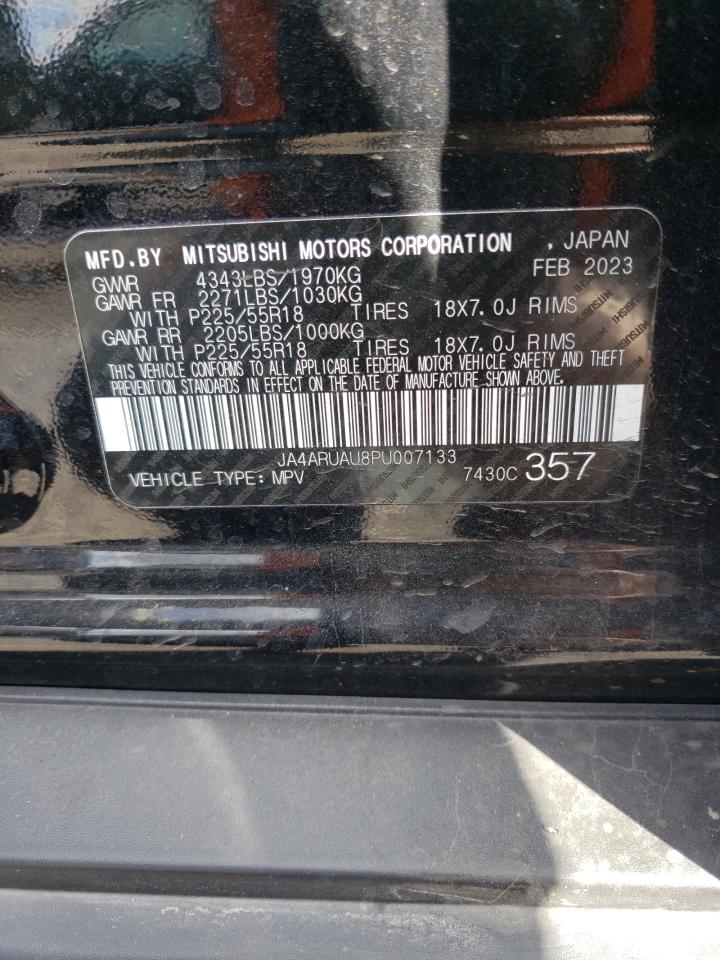 MFD.BY MITSUBISHI MOTORS CORPORATION , JAPAN
GWVR 4343LBS/1970KG FEB 2023
GAWR FR 2271LBS/1030KG
WITH P225/55R18 TIRES 18X7.0J RIMS
GAWR RR 2205LBS/1000KG
WITH P225/55R18 TIRES 18X7.0J RIMS
THIS VEHICLE CONFORMS TO ALL APPLICABLE FEDERAL MOTOR VEHICLE SAFETY AND THEFT
PREVENTION STANDARDS IN EFFECT ON THE DATE OF MANUFACTURE SHOWN ABOVE.
JA4ARUAU8PU007133
VEHICLE TYPE: MPV 7430C 357